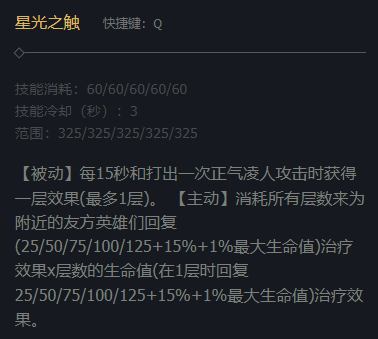 星光之触 快捷键：Q
技能消耗：60/60/60/60/60
技能冷却（秒）：3
范围：325/325/325/325/325
【被动】每15秒和打出一次正气凌人攻击时获得
一层效果(最多1层)。 【主动】消耗所有层数来为
附近的友方英雄们回复
(25/50/75/100/125+15%+1%最大生命值)治疗
效果x层数的生命值(在1层时回复
25/50/75/100/125+15%+1%最大生命值)治疗效
果。